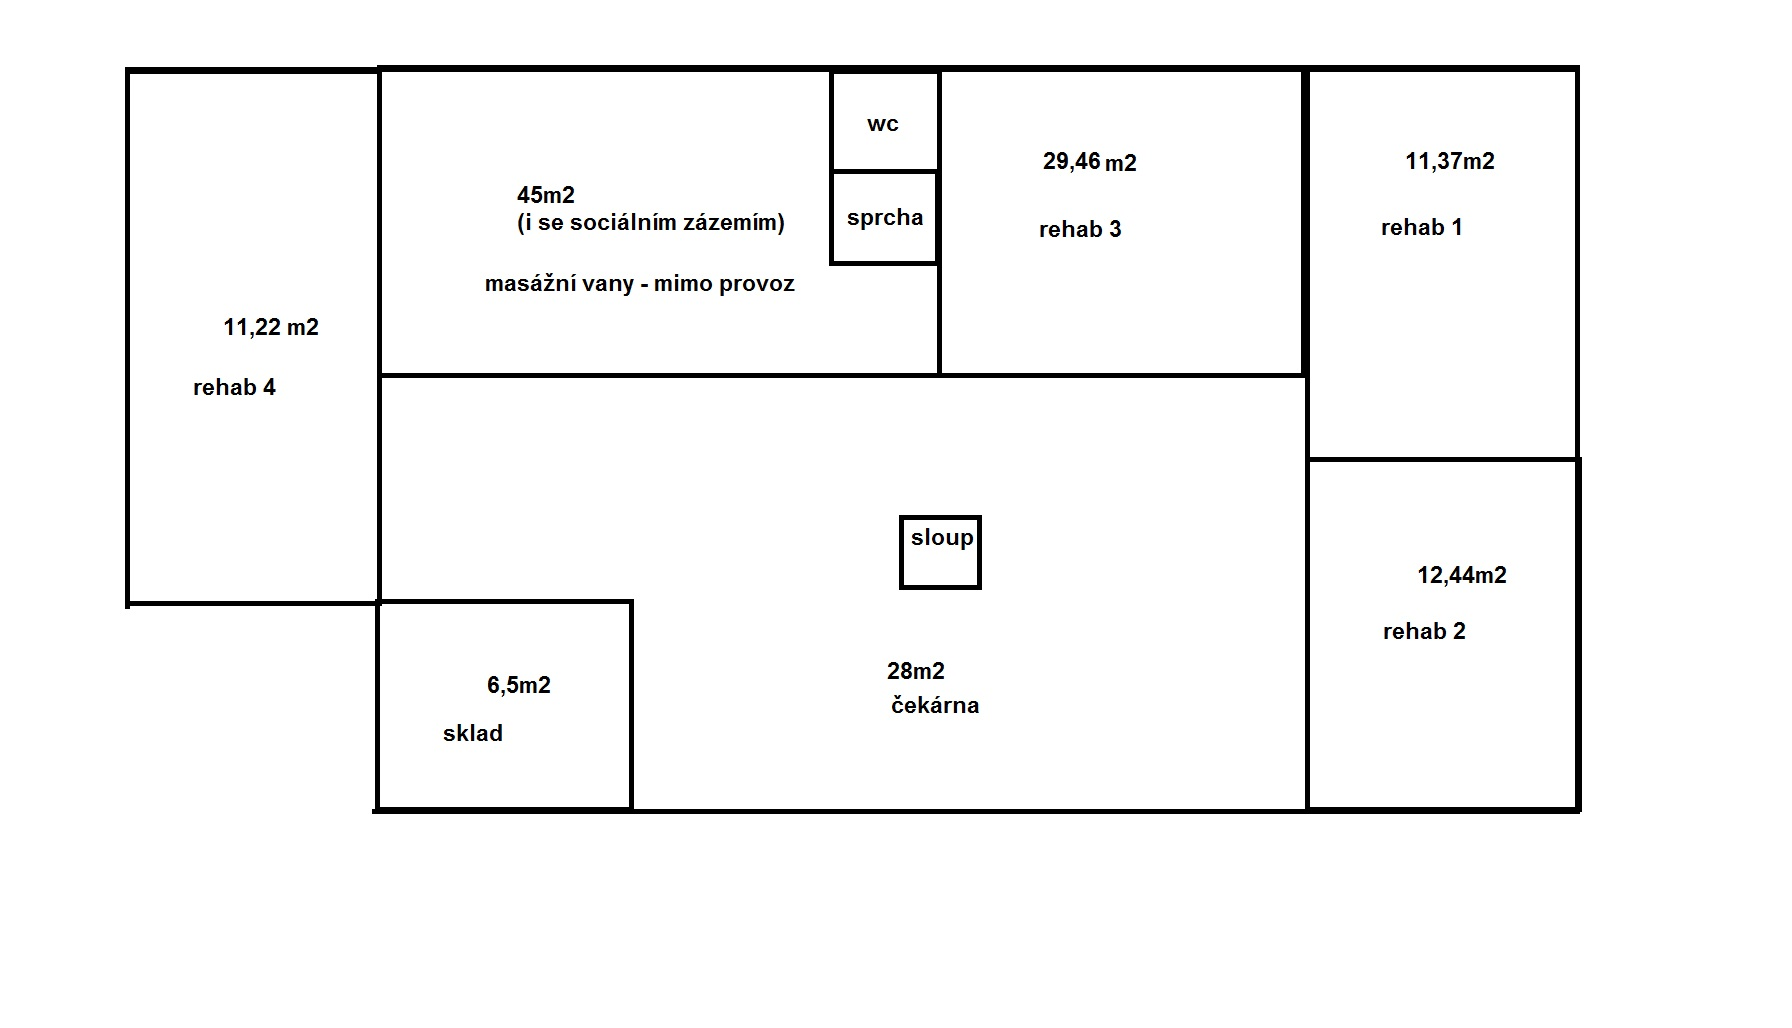 wc
sprcha
45m2
(i se sociálním zázemím)
masážní vany - mimo provoz
29,46 m2
rehab 3
11,37m2
rehab 1
11,22 m2
rehab 4
sloup
28m2
čekárna
12,44m2
rehab 2
6,5m2
sklad